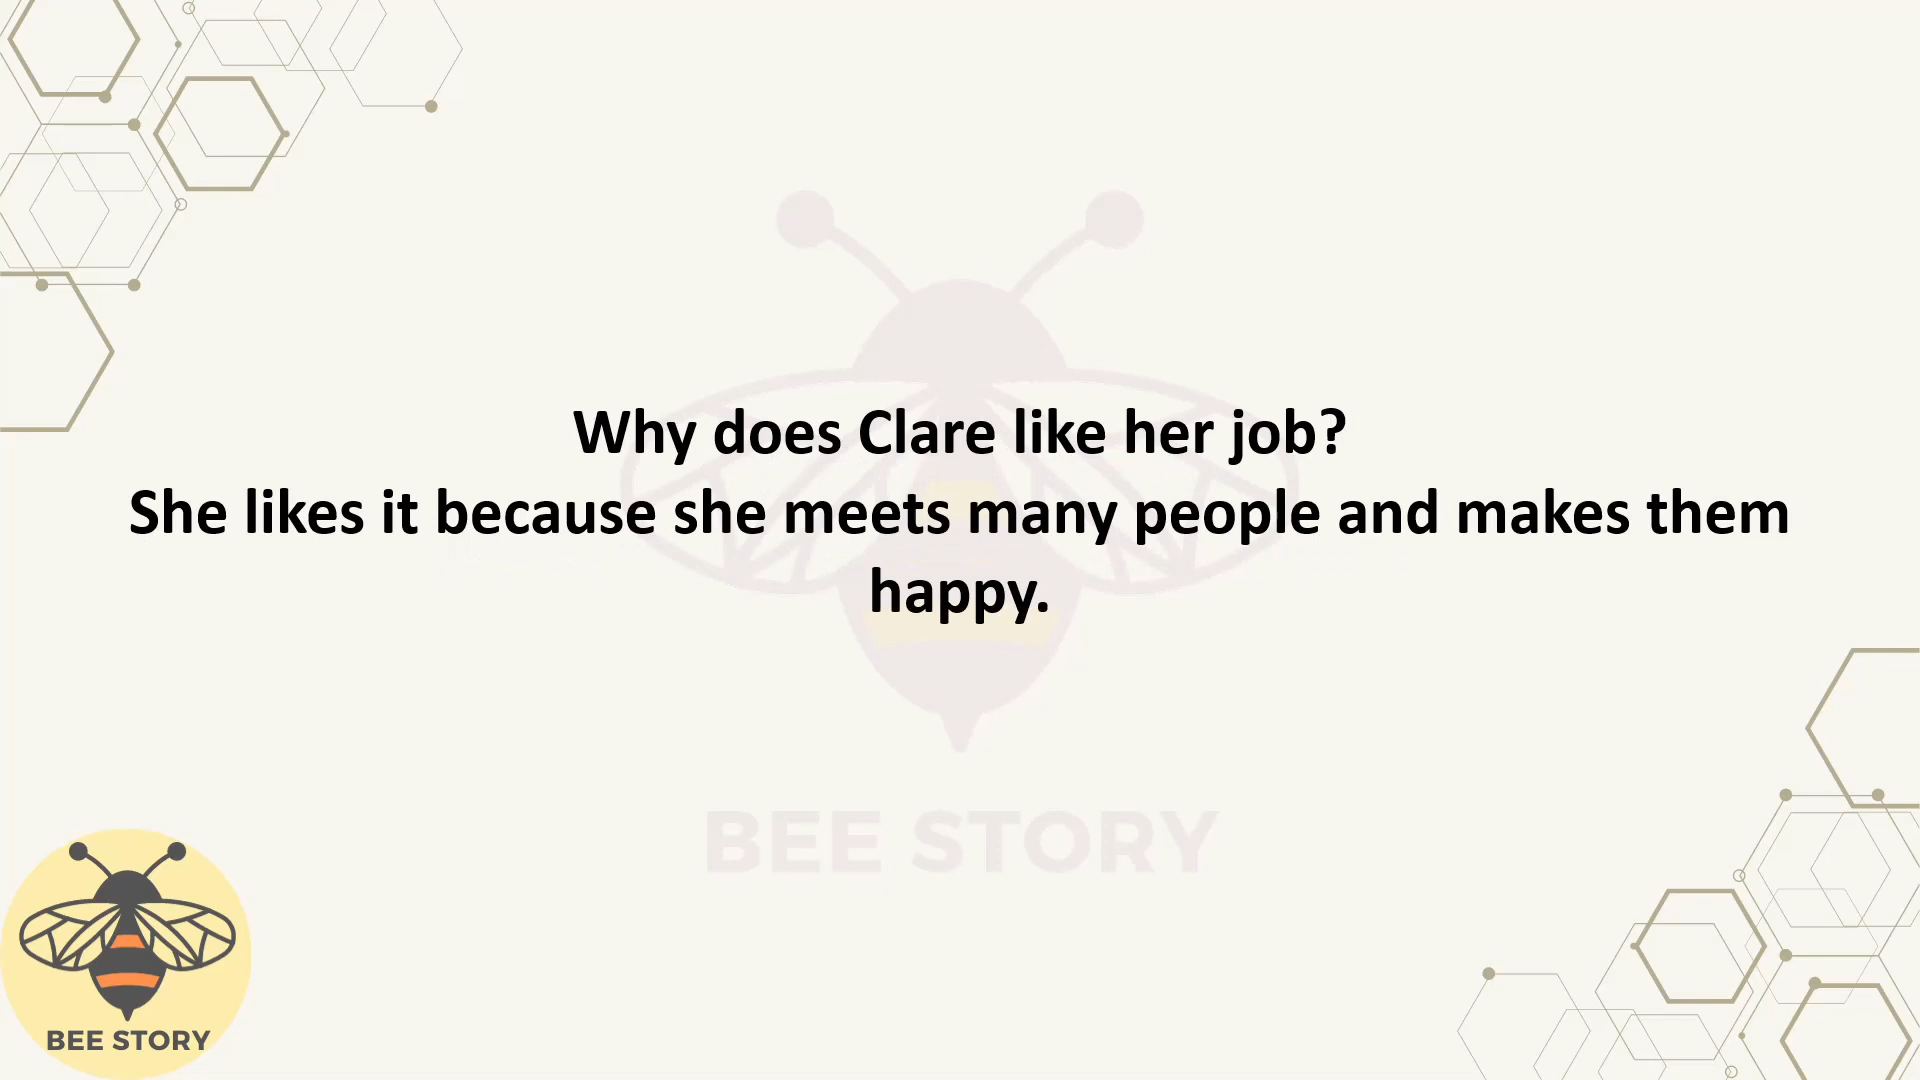 Why does Clare like her job?
She likes it because she meets many people and makes them
happy.
BEE STORY
BEE STORY